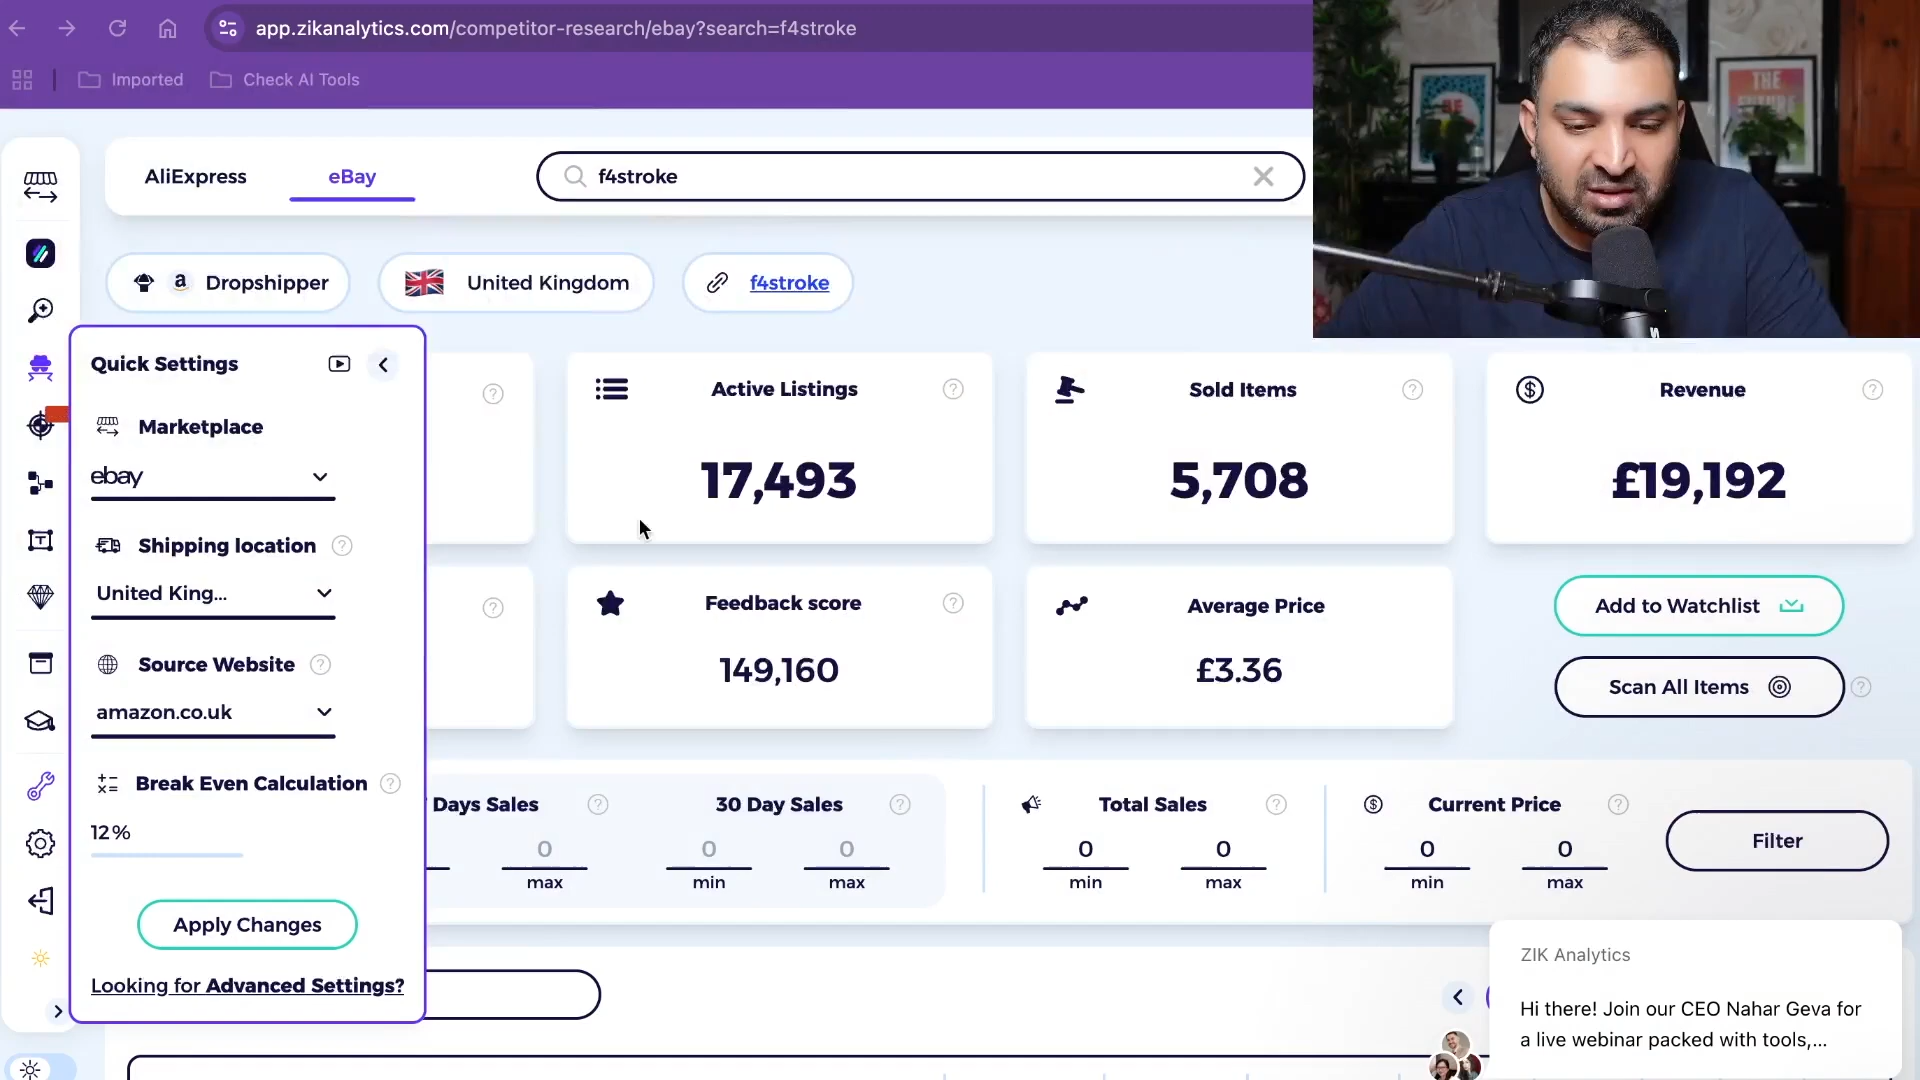 app.zikanalytics.com/competitor-research/ebay?search=f4stroke
Imported
Check AI Tools
AliExpress
eBay
f4stroke
a Dropshipper
United Kingdom
f4stroke
Quick Settings
Marketplace
ebay
Shipping location ?
United King...
Source Website ?
amazon.co.uk
Break Even Calculation ?
12%
Apply Changes
Looking for Advanced Settings?
?
Active Listings ?
17,493
Sold Items ?
5,708
Revenue ?
£19,192
?
Feedback score ?
149,160
Average Price
£3.36
Add to Watchlist
Scan All Items ?
Days Sales ?
0
max
30 Day Sales ?
0 0
min max
Total Sales ?
0 0
min max
Current Price ?
0 0
min max
Filter
ZIK Analytics
Hi there! Join our CEO Nahar Geva for
a live webinar packed with tools,...
THE